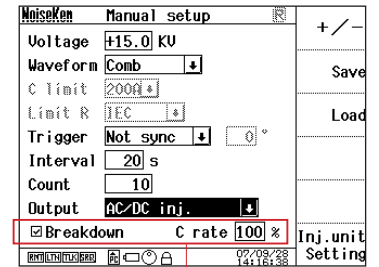 NoiseKen Manual setup R
Voltage +15.0 KV
Waveform Comb
C limit 200A
Limit R IEC
Trigger Not sync 0 °
Interval 20 s
Count 10
Output AC/DC inj.
Breakdown C rate 100 %
RMT LTN TLK SRQ 07/09/28
14:16:38
+/-
Save
Load
Inj.unit
Setting